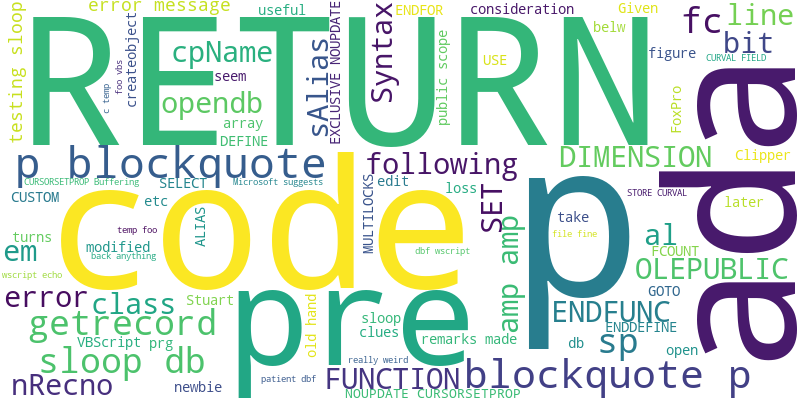 error message
useful
ENDFOR
consideration
Given
fc
line
testing sloop
RETURN
c temp
foo vbs
createobject
cpName
seem
opendb
array
DEFINE
sAlias
EXCLUSIVE NOUPDATE
Syntax
public scope
USE
belW
bit
figure
CURVAL FIELD
FoxPro
ada
p blockquote
following
DIMENSION
Clipper
CURSORSETPROP Buffering
SELECT
Microsoft suggests
CUSTOM
etc
ALIAS
code
MULTILOCKS
edit
loss
SET
p
STORE CURVAL
later
turns
temp foo
take
em
modified
back anything
dbf wscript
amp amp
file fine
al
FCOUNT
wscript echo
OLEPUBLIC
error
class
Stuart
pre
GOTO
getrecord
old hand
sloop
clues
ENDFUNC
ENDDEFINE
VBScript prg
remarks made
db
sp
open
sloop db
really weird
nRecno
newbie
patient dbf
FUNCTION
blockquote p
NOUPDATE CURSORSETPROP